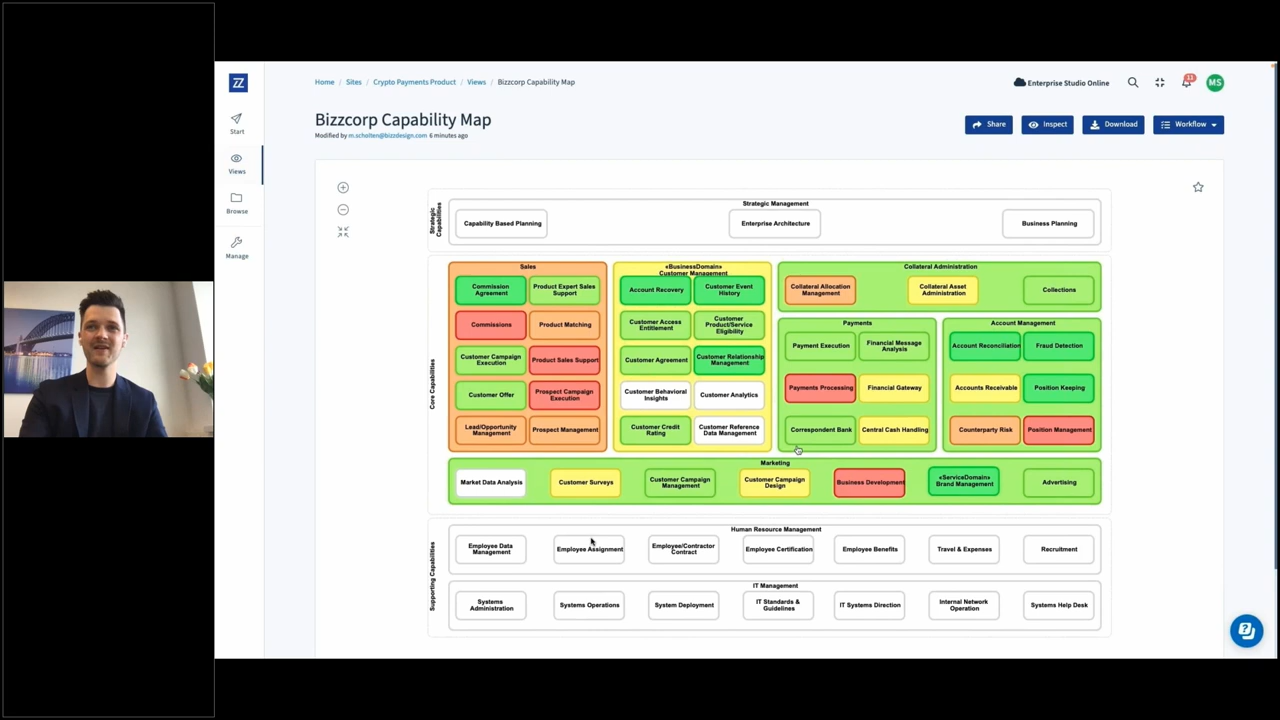 Home / Sites / Crypto Payments Product / Views / Bizzcorp Capability Map
Enterprise Studio Online
11
MS
ZZ
Start
Views
Browse
Manage
Bizzcorp Capability Map
Modified by m.scholten@bizzdesign.com 6 minutes ago
Share
Inspect
Download
Workflow
Strategic
Capabilities
Strategic Management
Capability Based Planning
Enterprise Architecture
Business Planning
Core Capabilities
Sales
Commission
Agreement
Product Expert Sales
Support
Commissions
Product Matching
Customer Campaign
Execution
Product Sales Support
Customer Offer
Prospect Campaign
Execution
Lead/Opportunity
Management
Prospect Management
«BusinessDomain»
Customer Management
Account Recovery
Customer Event
History
Customer Access
Entitlement
Customer
Product/Service
Eligibility
Customer Agreement
Customer Relationship
Management
Customer Behavioral
Insights
Customer Analytics
Customer Credit
Rating
Customer Reference
Data Management
Collateral Administration
Collateral Allocation
Management
Collateral Asset
Administration
Collections
Payments
Payment Execution
Financial Message
Analysis
Payments Processing
Financial Gateway
Correspondent Bank
Central Cash Handling
Account Management
Account Reconciliation
Fraud Detection
Accounts Receivable
Position Keeping
Counterparty Risk
Position Management
Marketing
Market Data Analysis
Customer Surveys
Customer Campaign
Management
Customer Campaign
Design
Business Development
«ServiceDomain»
Brand Management
Advertising
Supporting Capabilities
Human Resource Management
Employee Data
Management
Employee Assignment
Employee/Contractor
Contract
Employee Certification
Employee Benefits
Travel & Expenses
Recruitment
IT Management
Systems
Administration
Systems Operations
System Deployment
IT Standards &
Guidelines
IT Systems Direction
Internal Network
Operation
Systems Help Desk